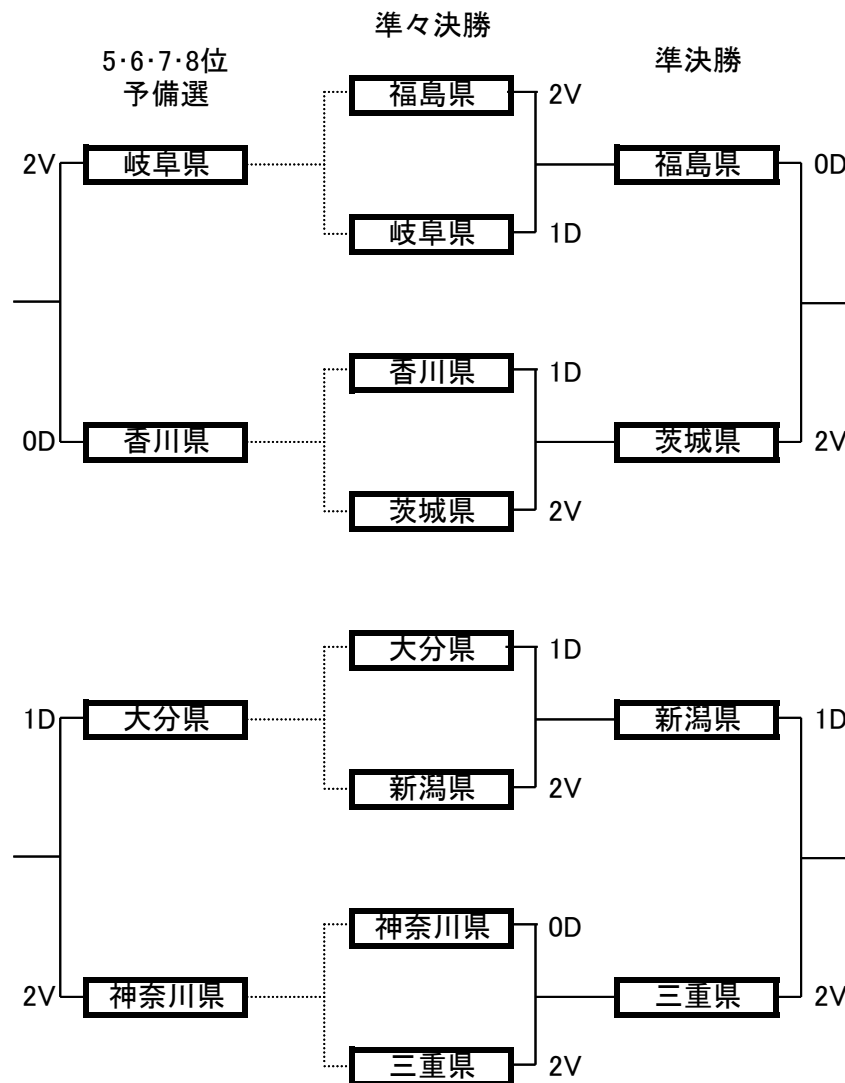 準々決勝
5・6・7・8位
予備選
準決勝
福島県 2V
2V 岐阜県
福島県 0D
岐阜県 1D
香川県 1D
0D 香川県
茨城県 2V
茨城県 2V
大分県 1D
1D 大分県
新潟県 1D
新潟県 2V
神奈川県 0D
2V 神奈川県
三重県 2V
三重県 2V